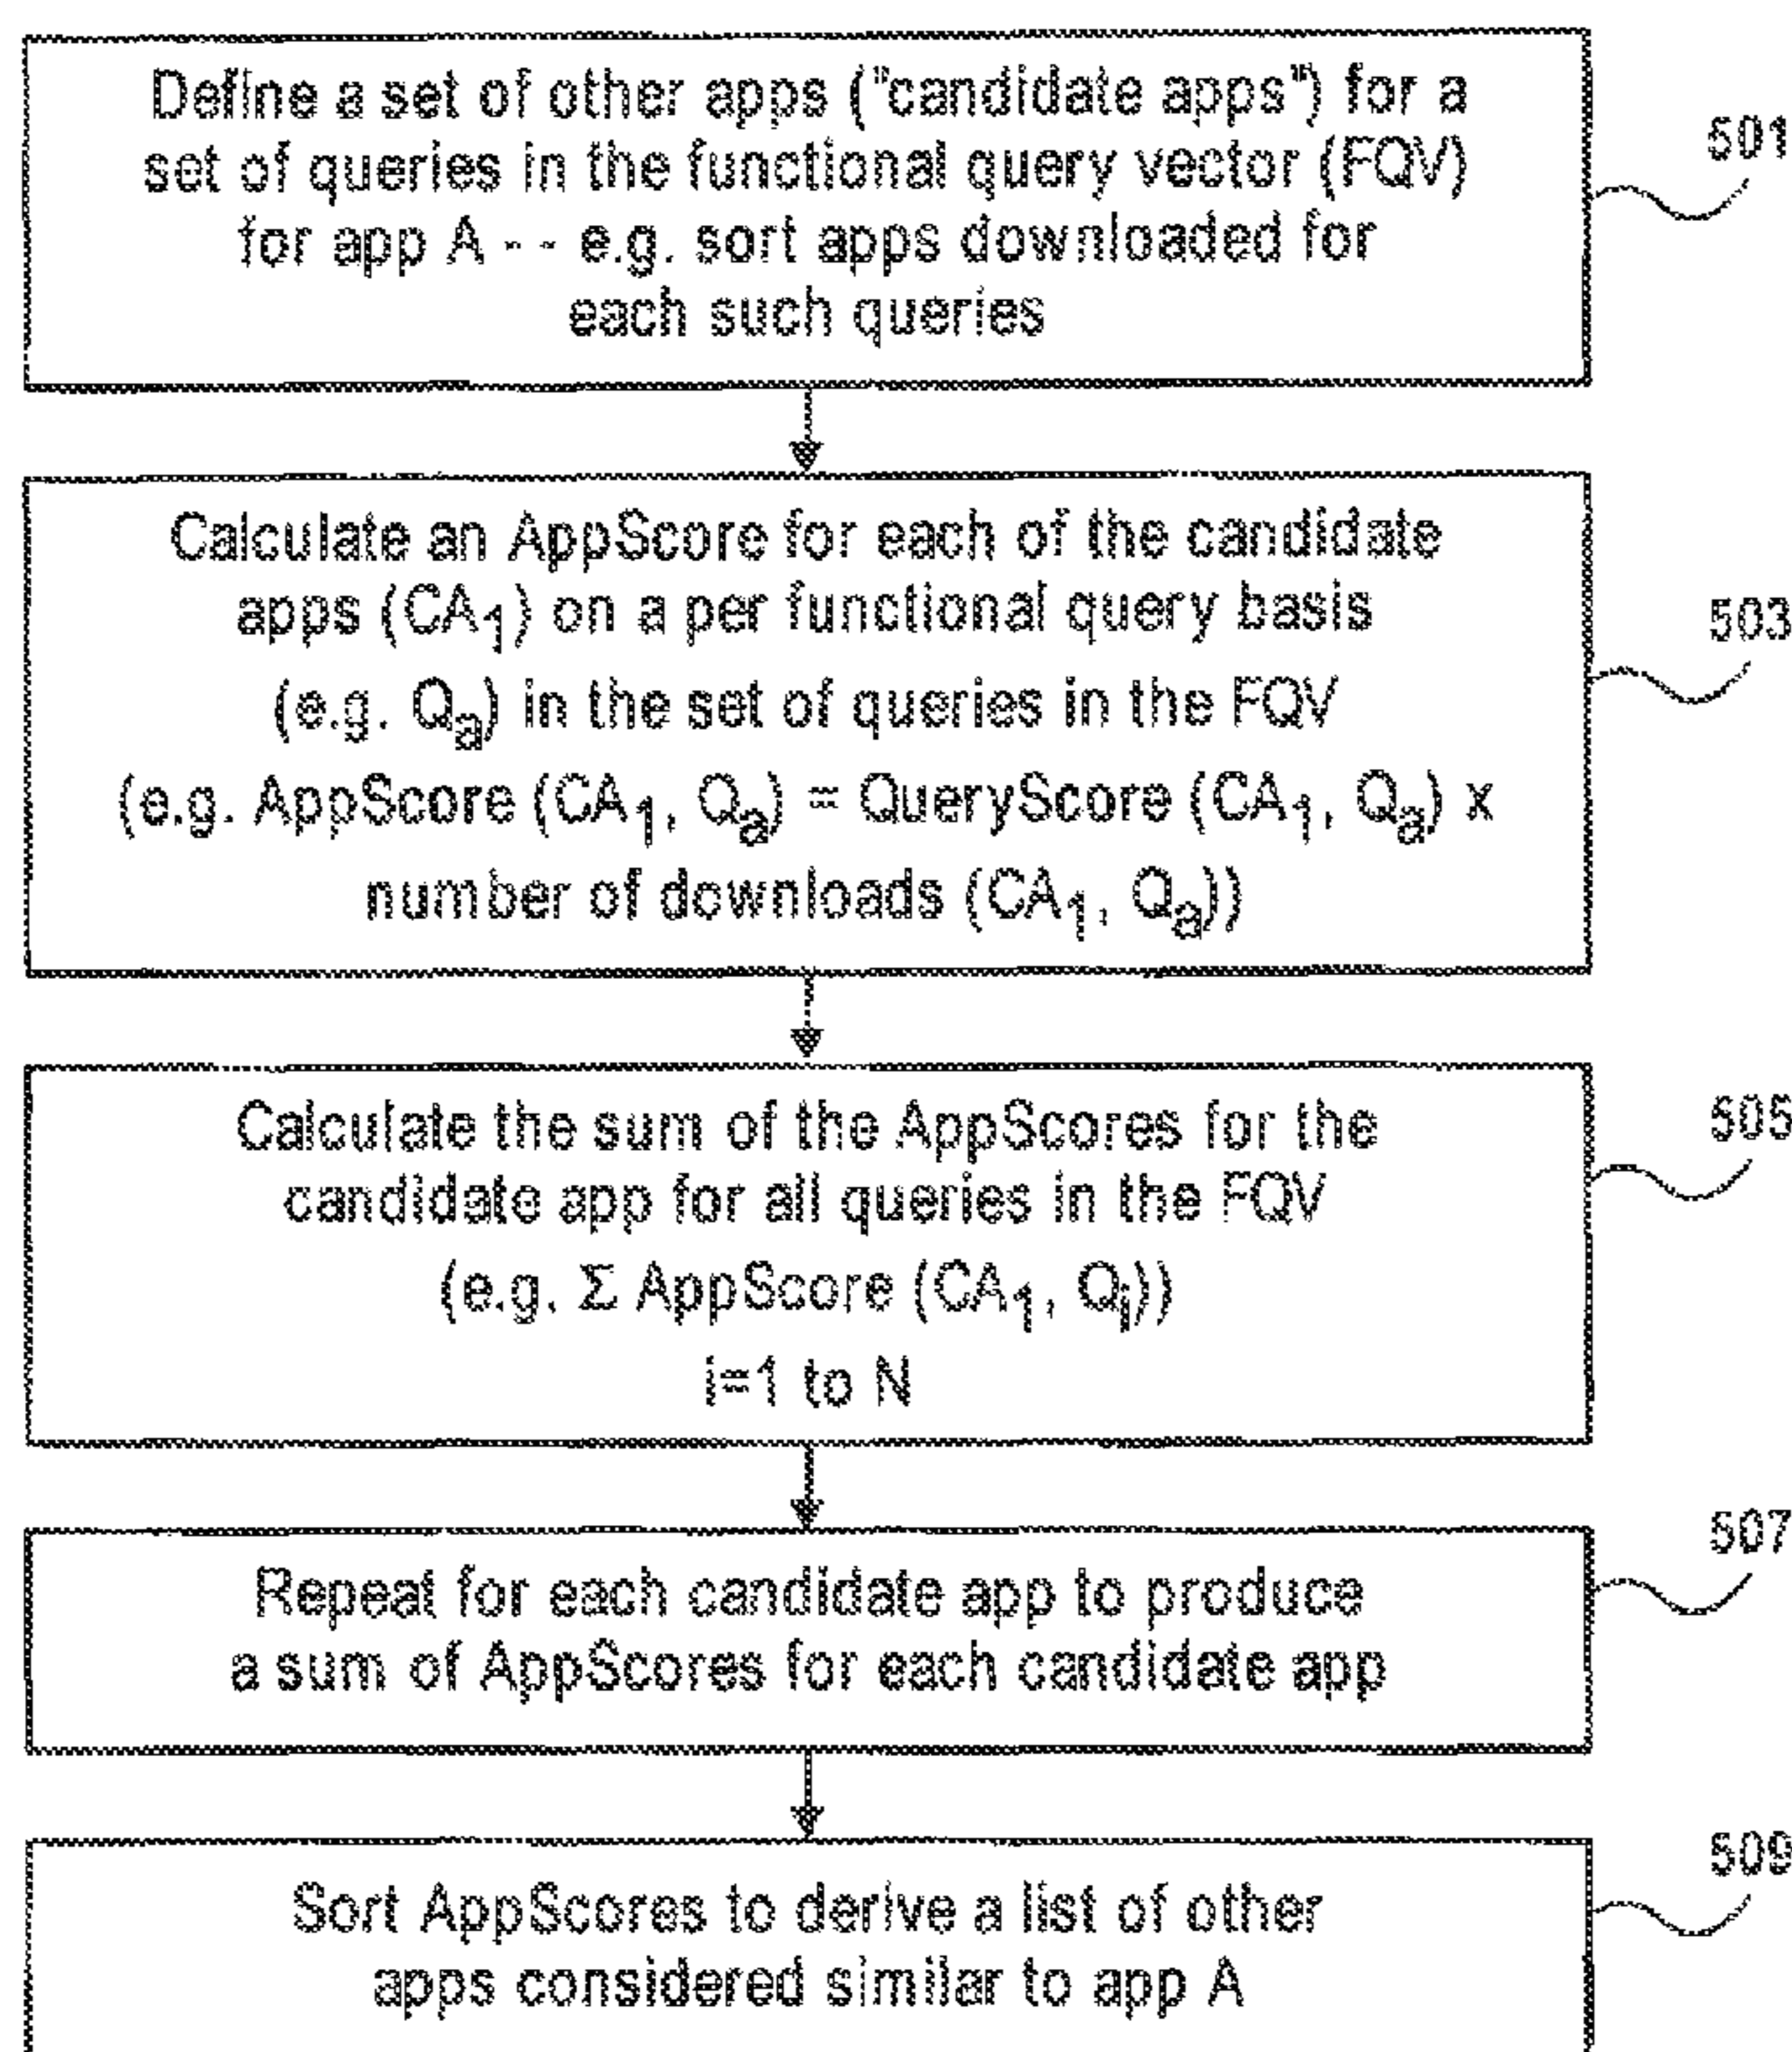 Define a set of other apps ("candidate apps") for a
set of queries in the functional query vector (FQV)
for app A - - e.g. sort apps downloaded for
each such queries
501
Calculate an AppScore for each of the candidate
apps (CA₁) on a per functional query basis
(e.g. Qₐ) in the set of queries in the FQV
(e.g. AppScore (CA₁, Qₐ) = QueryScore (CA₁, Qₐ) x
number of downloads (CA₁, Qₐ))
503
Calculate the sum of the AppScores for the
candidate app for all queries in the FQV
(e.g. Σ AppScore (CA₁, Qᵢ))
i=1 to N
505
Repeat for each candidate app to produce
a sum of AppScores for each candidate app
507
Sort AppScores to derive a list of other
apps considered similar to app A
509